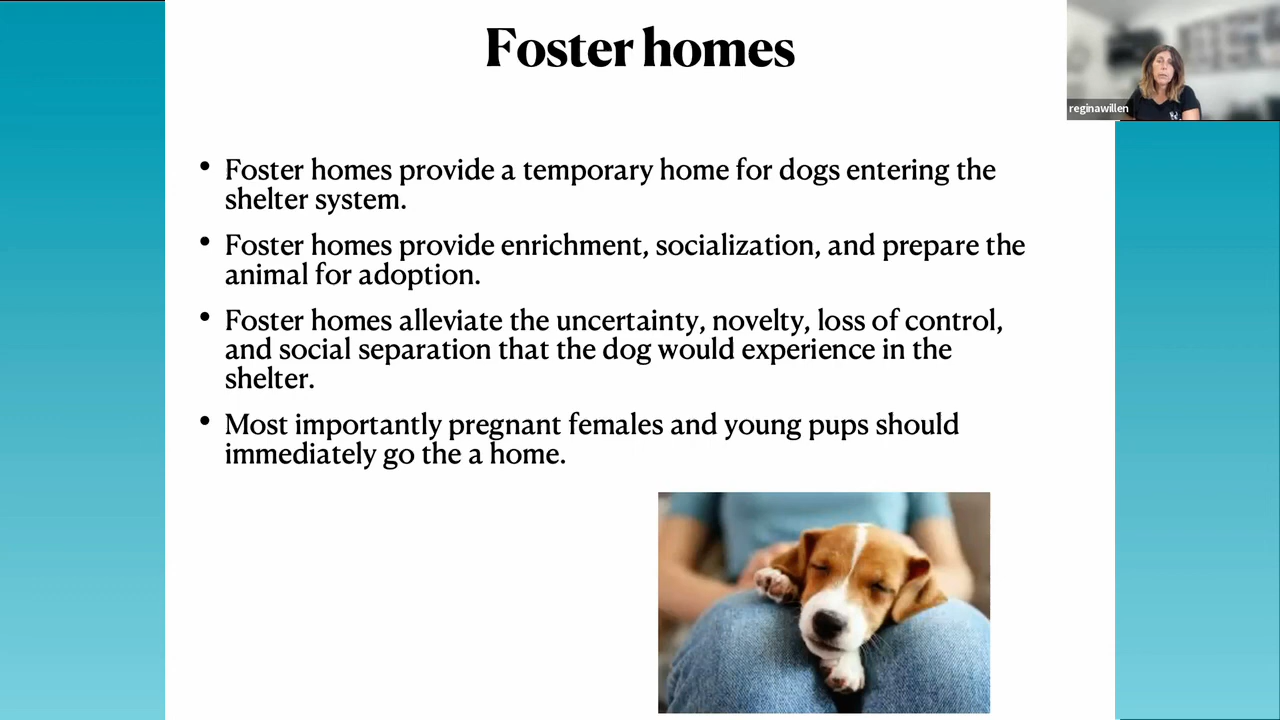 Foster homes
reginawillen
• Foster homes provide a temporary home for dogs entering the
shelter system.
• Foster homes provide enrichment, socialization, and prepare the
animal for adoption.
• Foster homes alleviate the uncertainty, novelty, loss of control,
and social separation that the dog would experience in the
shelter.
• Most importantly pregnant females and young pups should
immediately go the a home.